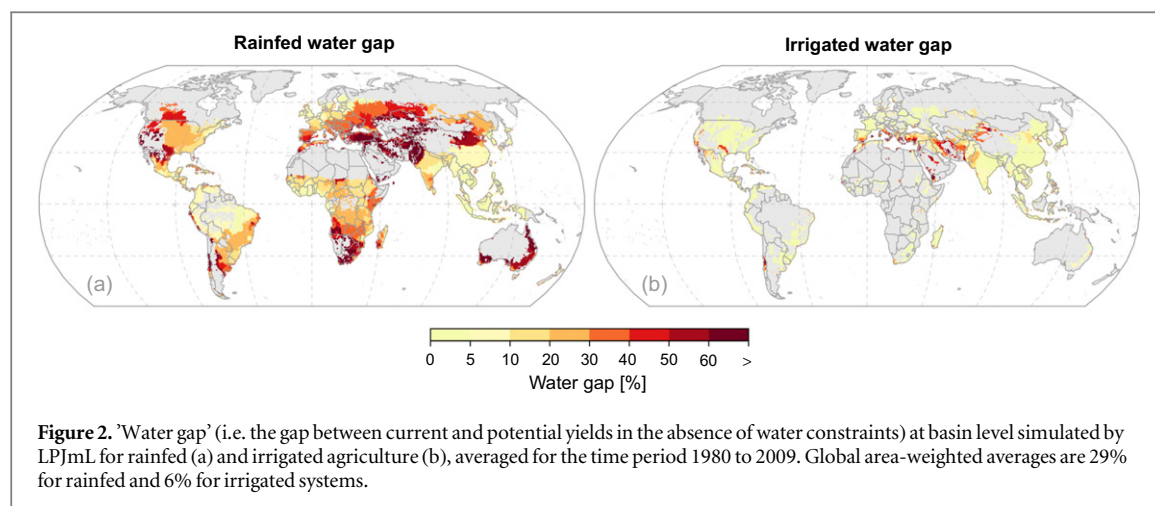 Rainfed water gap
Irrigated water gap
(a)
(b)
0 5 10 20 30 40 50 60 >
Water gap [%]
Figure 2. 'Water gap' (i.e. the gap between current and potential yields in the absence of water constraints) at basin level simulated by
LPJmL for rainfed (a) and irrigated agriculture (b), averaged for the time period 1980 to 2009. Global area-weighted averages are 29%
for rainfed and 6% for irrigated systems.